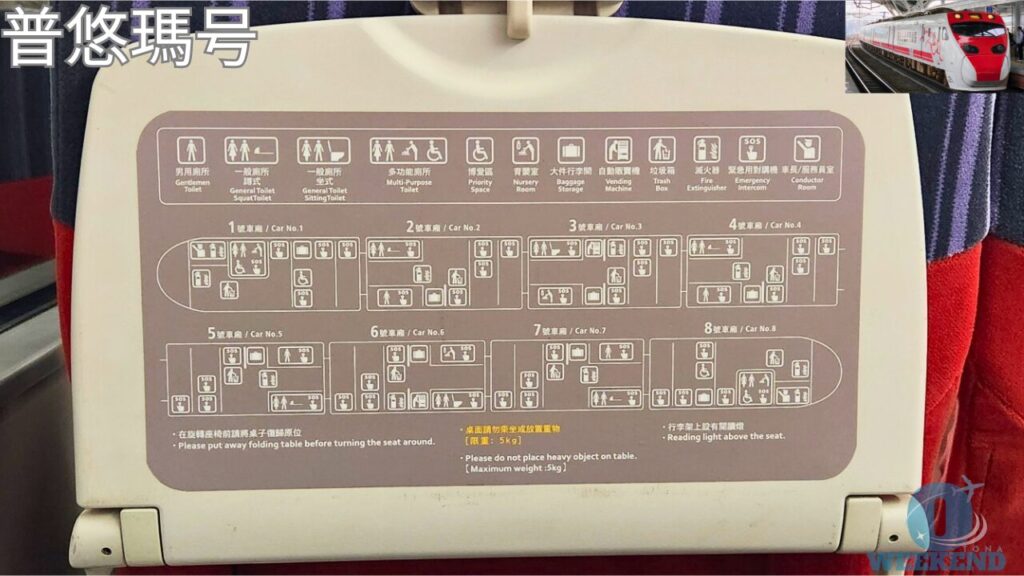 普悠瑪号
男用廁所
Gentlemen
Toilet
一般廁所
蹲式
General Toilet
Squat Toilet
一般廁所
坐式
General Toilet
Sitting Toilet
多功能廁所
Multi-Purpose
Toilet
博愛區
Priority
Space
育嬰室
Nursery
Room
大件行李間
Baggage
Storage
自動販賣機
Vending
Machine
垃圾箱
Trash
Box
滅火器
Fire
Extinguisher
SOS
緊急用對講機
Emergency
Intercom
車長/服務員室
Conductor
Room
1號車廂 / Car No.1
2號車廂 / Car No.2
3號車廂 / Car No.3
4號車廂 / Car No.4
5號車廂 / Car No.5
6號車廂 / Car No.6
7號車廂 / Car No.7
8號車廂 / Car No.8
・在旋轉座椅前請將桌子復歸原位
・Please put away folding table before turning the seat around.
・桌面請勿乘坐或放置重物
[限重: 5kg]
・Please do not place heavy object on table.
【Maximum weight :5kg】
・行李架上設有閱讀燈
・Reading light above the seat.
TONA
WEEKEND